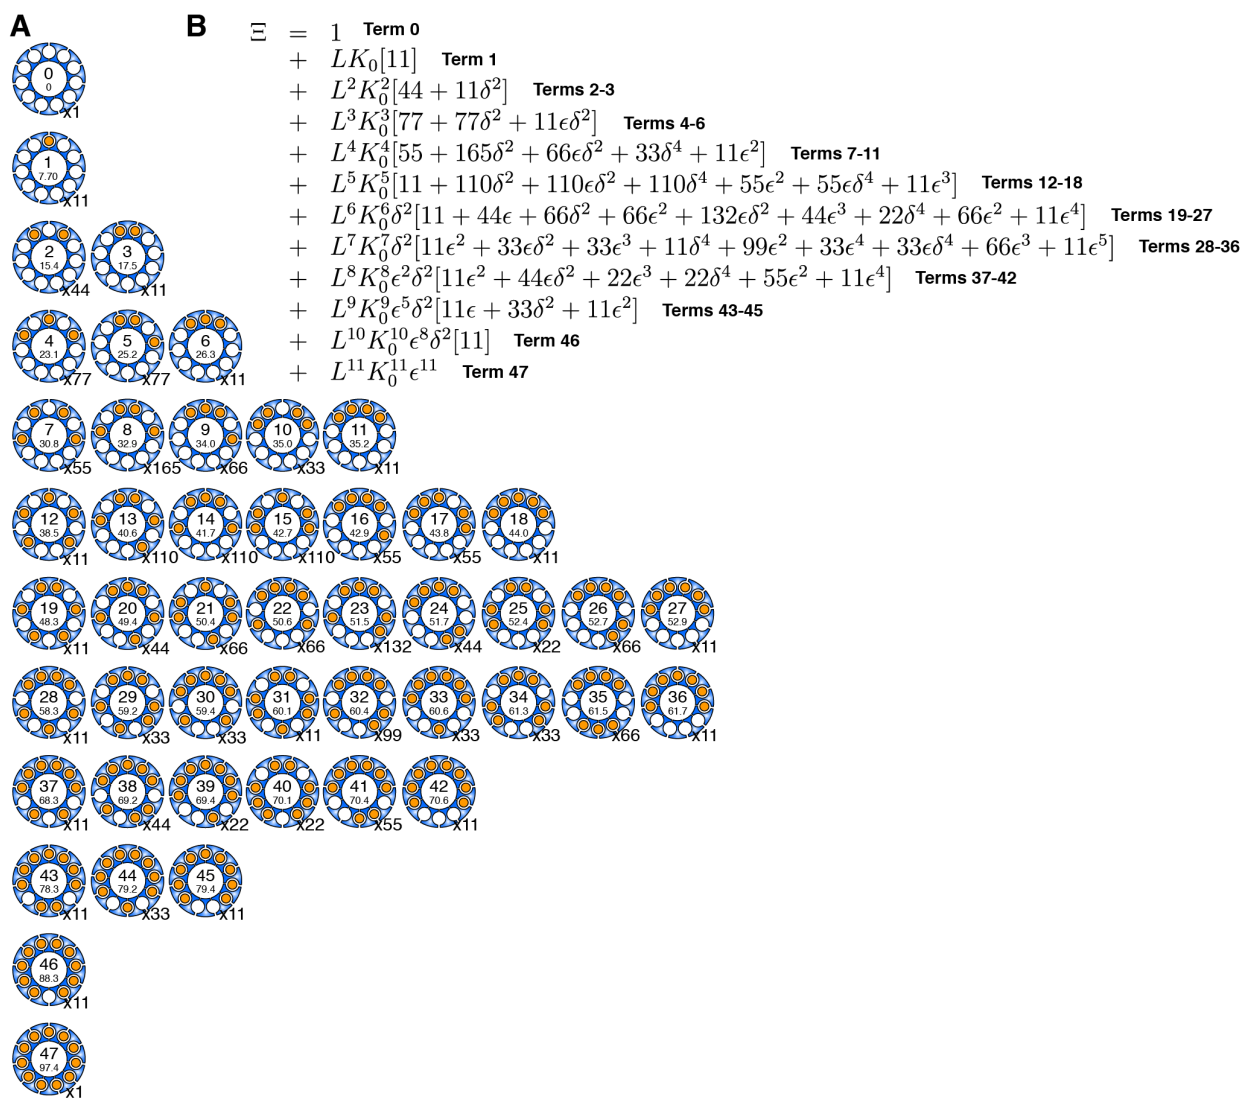 A
B
Ξ = 1 Term 0
+ LK₀[11] Term 1
+ L²K₀²[44 + 11δ²] Terms 2-3
+ L³K₀³[77 + 77δ² + 11ϵδ²] Terms 4-6
+ L⁴K₀⁴[55 + 165δ² + 66ϵδ² + 33δ⁴ + 11ϵ²] Terms 7-11
+ L⁵K₀⁵[11 + 110δ² + 110ϵδ² + 110δ⁴ + 55ϵ² + 55ϵδ⁴ + 11ϵ³] Terms 12-18
+ L⁶K₀⁶δ²[11 + 44ϵ + 66δ² + 66ϵ² + 132ϵδ² + 44ϵ³ + 22δ⁴ + 66ϵ² + 11ϵ⁴] Terms 19-27
+ L⁷K₀⁷δ²[11ϵ² + 33ϵδ² + 33ϵ³ + 11δ⁴ + 99ϵ² + 33ϵ⁴ + 33ϵδ⁴ + 66ϵ³ + 11ϵ⁵] Terms 28-36
+ L⁸K₀⁸ϵ²δ²[11ϵ² + 44ϵδ² + 22ϵ³ + 22δ⁴ + 55ϵ² + 11ϵ⁴] Terms 37-42
+ L⁹K₀⁹ϵ⁵δ²[11ϵ + 33δ² + 11ϵ²] Terms 43-45
+ L¹⁰K₀¹⁰ϵ⁸δ²[11] Term 46
+ L¹¹K₀¹¹ϵ¹¹ Term 47
0
0
x1
1
7.70
x11
2 3
15.4 17.5
x44 x11
4 5 6
23.1 25.2 26.3
x77 x77 x11
7 8 9 10 11
30.8 32.9 34.0 35.0 35.2
x55 x165 x66 x33 x11
12 13 14 15 16 17 18
38.5 40.6 41.7 42.7 42.9 43.8 44.0
x11 x110 x110 x110 x55 x55 x11
19 20 21 22 23 24 25 26 27
48.3 49.4 50.4 50.6 51.5 51.7 52.4 52.7 52.9
x11 x44 x66 x66 x132 x44 x22 x66 x11
28 29 30 31 32 33 34 35 36
58.3 59.2 59.4 60.1 60.4 60.6 61.3 61.5 61.7
x11 x33 x33 x11 x99 x33 x33 x66 x11
37 38 39 40 41 42
68.3 69.2 69.4 70.1 70.4 70.6
x11 x44 x22 x22 x55 x11
43 44 45
78.3 79.2 79.4
x11 x33 x11
46
88.3
x11
47
97.4
x1